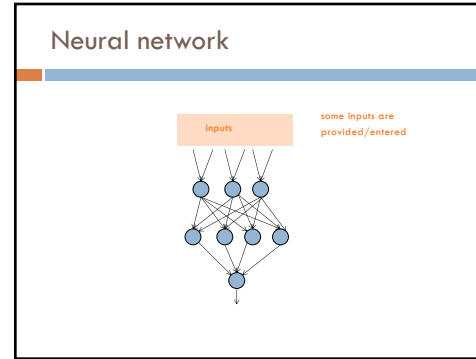 Neural network
inputs
some inputs are
provided/entered